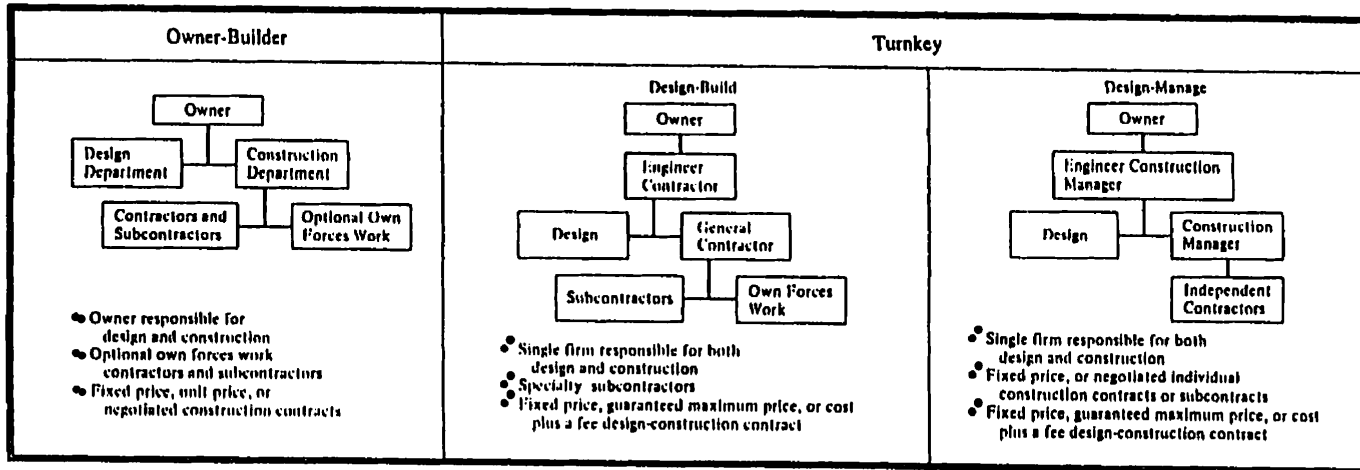 Owner-Builder
Turnkey
Owner
Design
Department
Construction
Department
Contractors and
Subcontractors
Optional Own
Forces Work
Owner responsible for
design and construction
Optional own forces work
contractors and subcontractors
Fixed price, unit price, or
negotiated construction contracts
Design-Build
Owner
Engineer
Contractor
Design
General
Contractor
Subcontractors
Own Forces
Work
Single firm responsible for both
design and construction
Specialty subcontractors
Fixed price, guaranteed maximum price, or cost
plus a fee design-construction contract
Design-Manage
Owner
Engineer Construction
Manager
Design
Construction
Manager
Independent
Contractors
Single firm responsible for both
design and construction
Fixed price, or negotiated individual
construction contracts or subcontracts
Fixed price, guaranteed maximum price, or cost
plus a fee design-construction contract